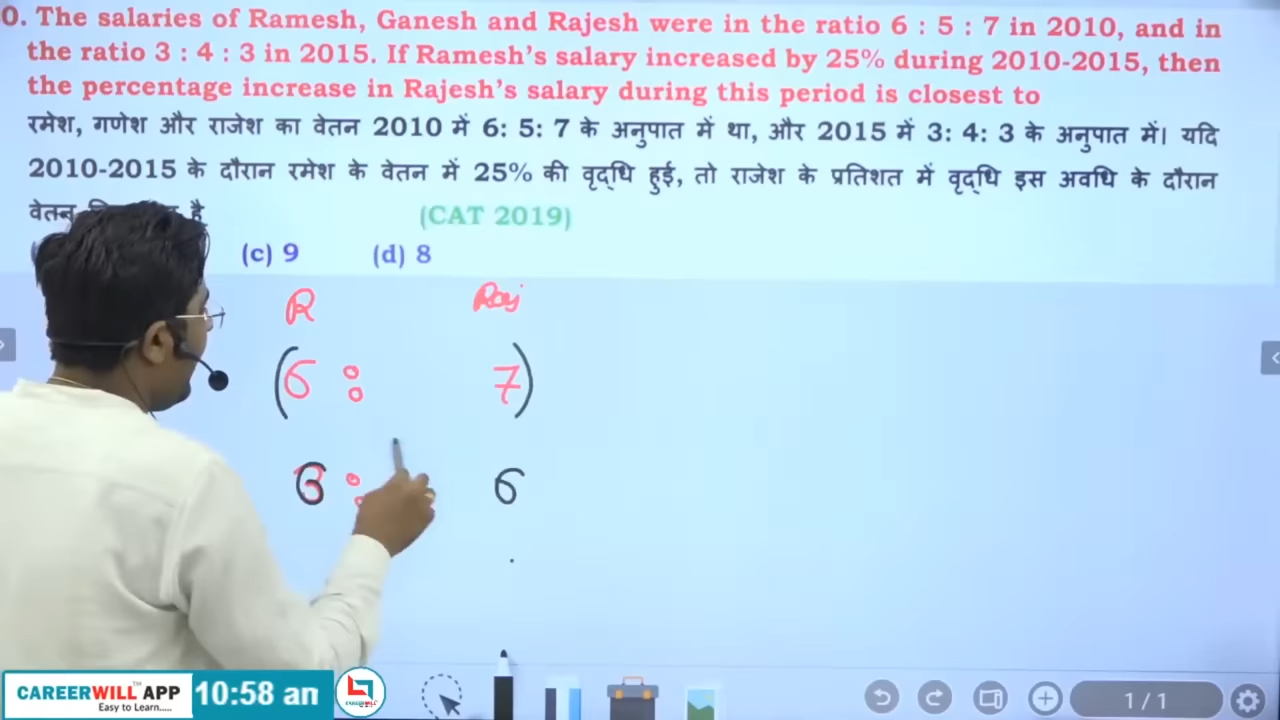 0. The salaries of Ramesh, Ganesh and Rajesh were in the ratio 6 : 5 : 7 in 2010, and in
the ratio 3 : 4 : 3 in 2015. If Ramesh's salary increased by 25% during 2010-2015, then
the percentage increase in Rajesh's salary during this period is closest to
रमेश, गणेश और राजेश का वेतन 2010 में 6: 5: 7 के अनुपात में था, और 2015 में 3: 4: 3 के अनुपात में। यदि
2010-2015 के दौरान रमेश के वेतन में 25% की वृद्धि हुई, तो राजेश के प्रतिशत में वृद्धि इस अवधि के दौरान
वेतन है
(CAT 2019)
(c) 9 (d) 8
R Raj
(6 : 7)
6 : 6
CAREERWILL APP
Easy to Learn.....
10:58 an
CAREERWILL
1 / 1